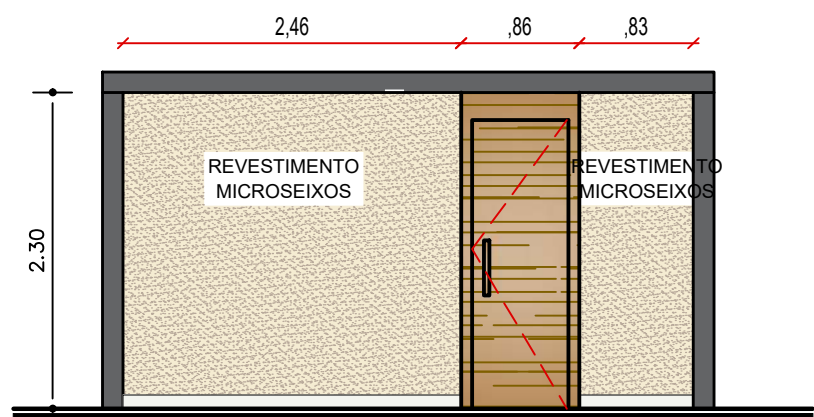 2,46
,86
,83
REVESTIMENTO
MICROSEIXOS
REVESTIMENTO
MICROSEIXOS
2.30